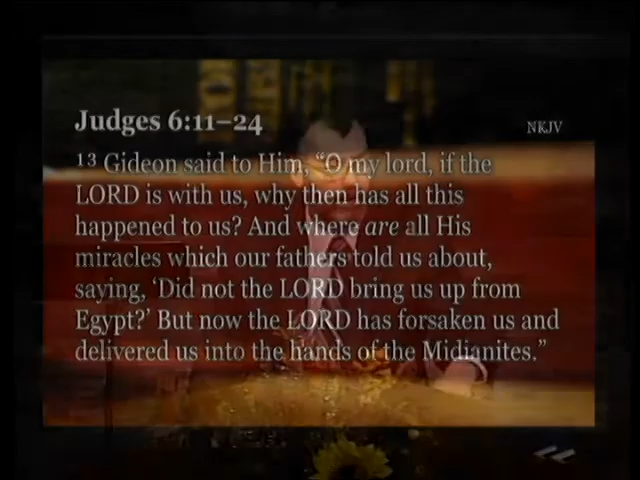 Judges 6:11–24
NKJV
13 Gideon said to Him, “O my lord, if the
LORD is with us, why then has all this
happened to us? And where are all His
miracles which our fathers told us about,
saying, ‘Did not the LORD bring us up from
Egypt?’ But now the LORD has forsaken us and
delivered us into the hands of the Midianites.”